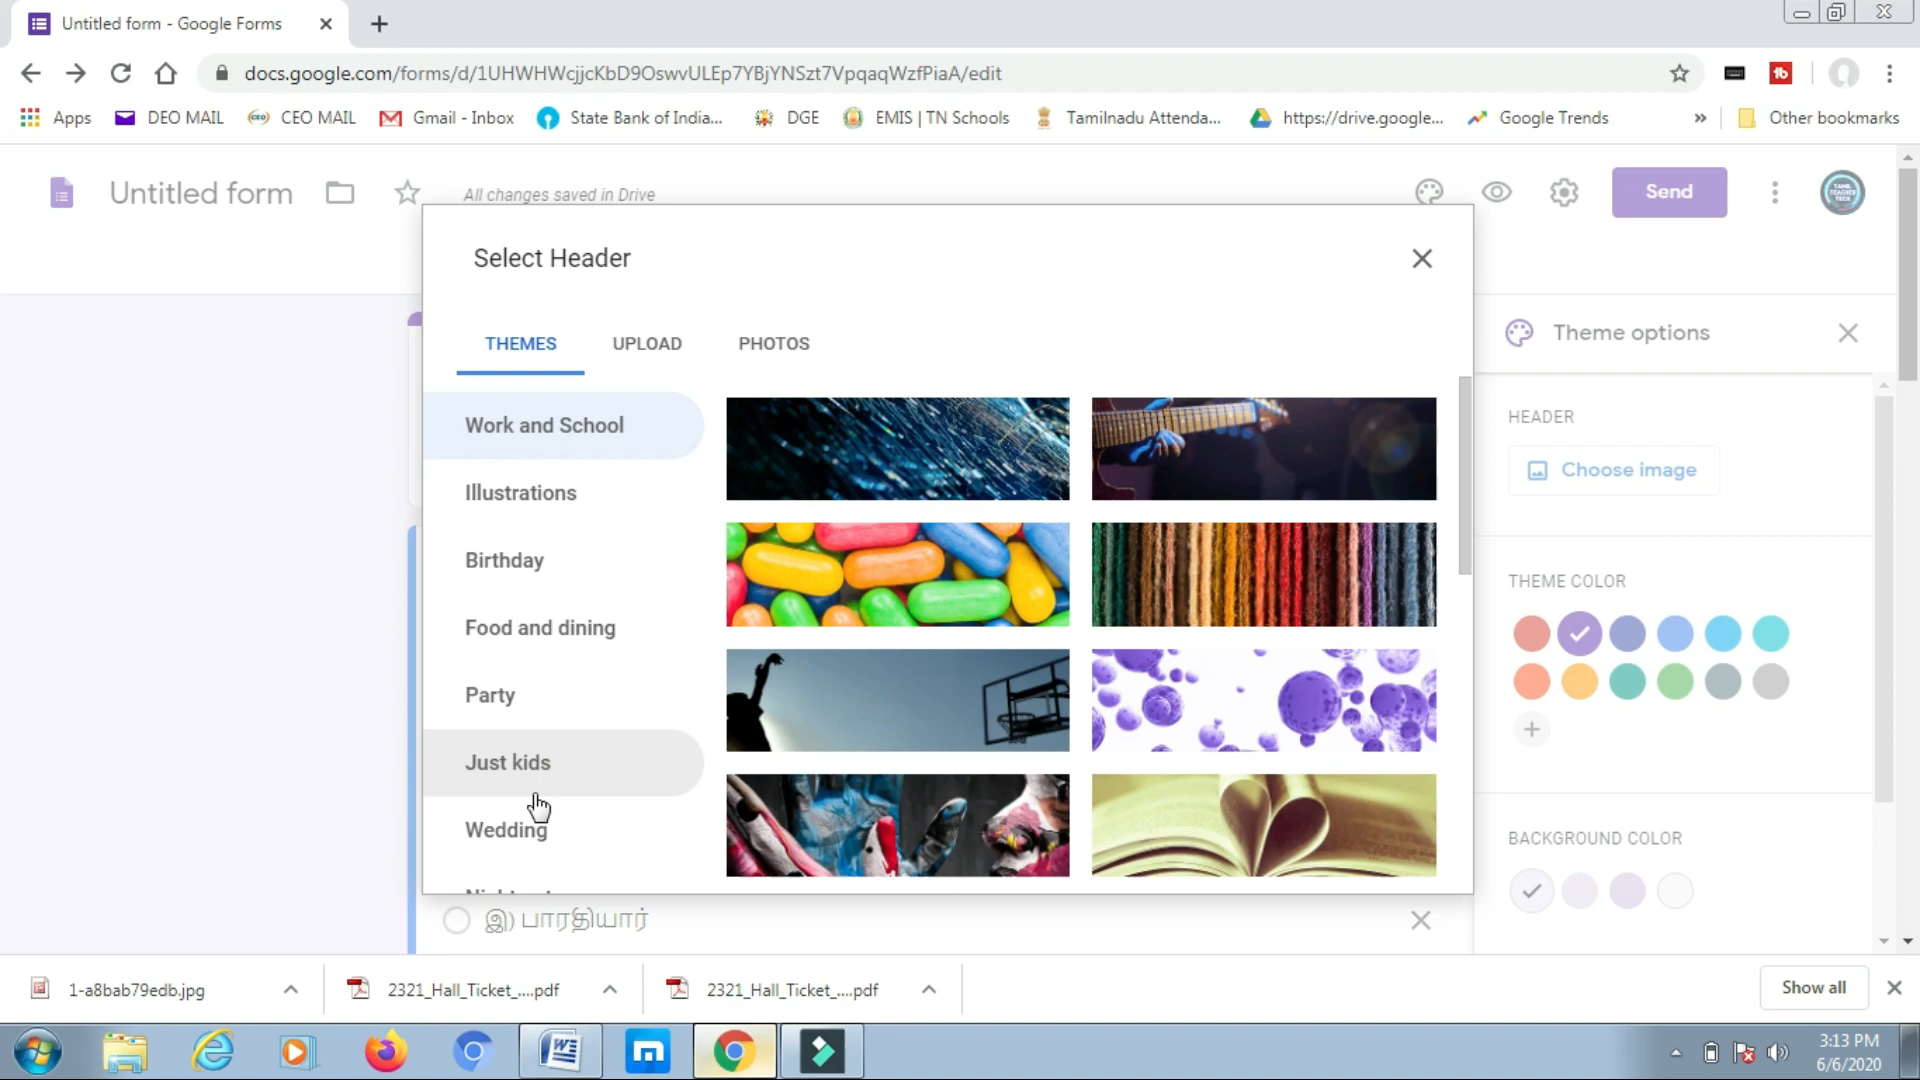 Untitled form - Google Forms
docs.google.com/forms/d/1UHWHWcjjcKbD9OswvULEp7YBjYNSzt7VpqaqWzfPiaA/edit
Apps DEO MAIL CEO MAIL Gmail - Inbox State Bank of India... DGE EMIS | TN Schools Tamilnadu Attenda... https://drive.google... Google Trends » Other bookmarks
Untitled form All changes saved in Drive Send
Select Header
Theme options
THEMES UPLOAD PHOTOS
HEADER
Choose image
Work and School
Illustrations
Birthday
Food and dining
Party
Just kids
Wedding
THEME COLOR
BACKGROUND COLOR
இ) பாரதியார்
1-a8bab79edb.jpg 2321_Hall_Ticket_....pdf 2321_Hall_Ticket_....pdf Show all
3:13 PM
6/6/2020